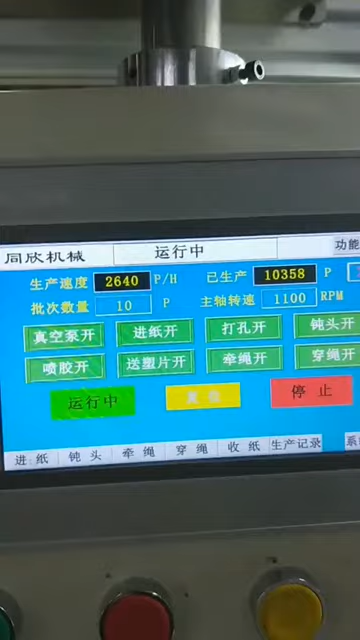 同欣机械 运行中 功能
生产速度 2640 P/H 已生产 10358 P
批次数量 10 P 主轴转速 1100 RPM
真空泵开 进纸开 打孔开 钝头开
喷胶开 送塑片开 牵绳开 穿绳开
运行中 停止
进纸 钝头 牵绳 穿绳 收纸 生产记录 系